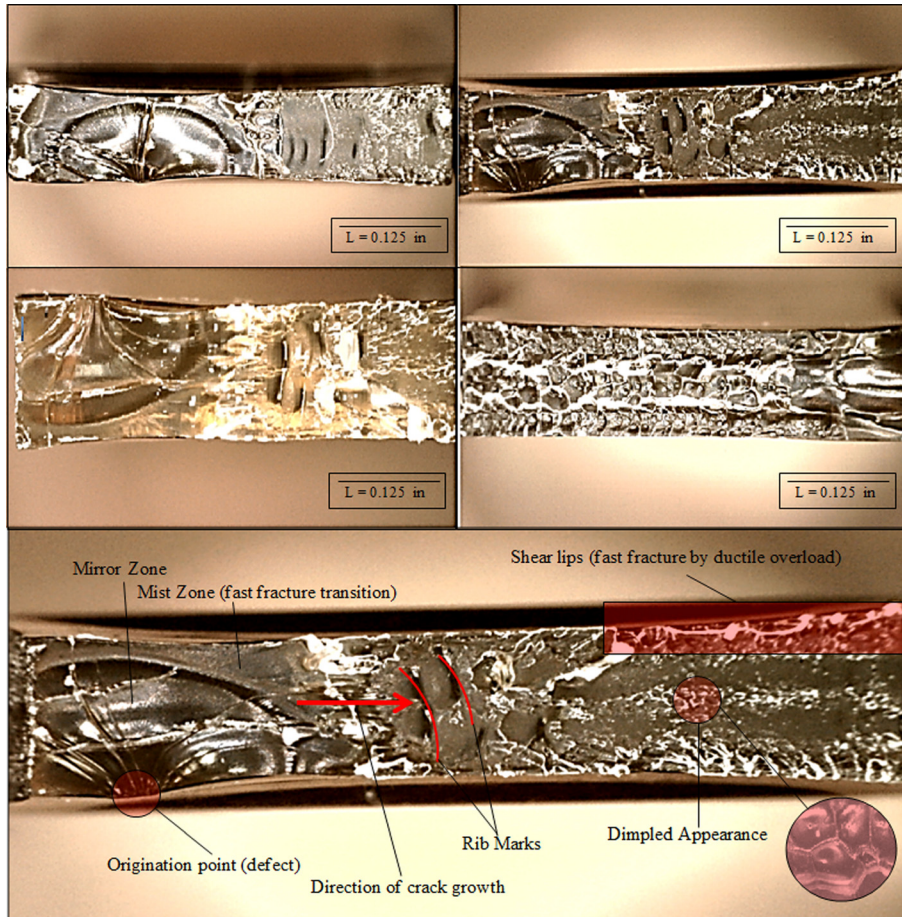 L = 0.125 in
L = 0.125 in
L = 0.125 in
L = 0.125 in
Shear lips (fast fracture by ductile overload)
Mirror Zone
Mist Zone (fast fracture transition)
Rib Marks
Dimpled Appearance
Origination point (defect)
Direction of crack growth